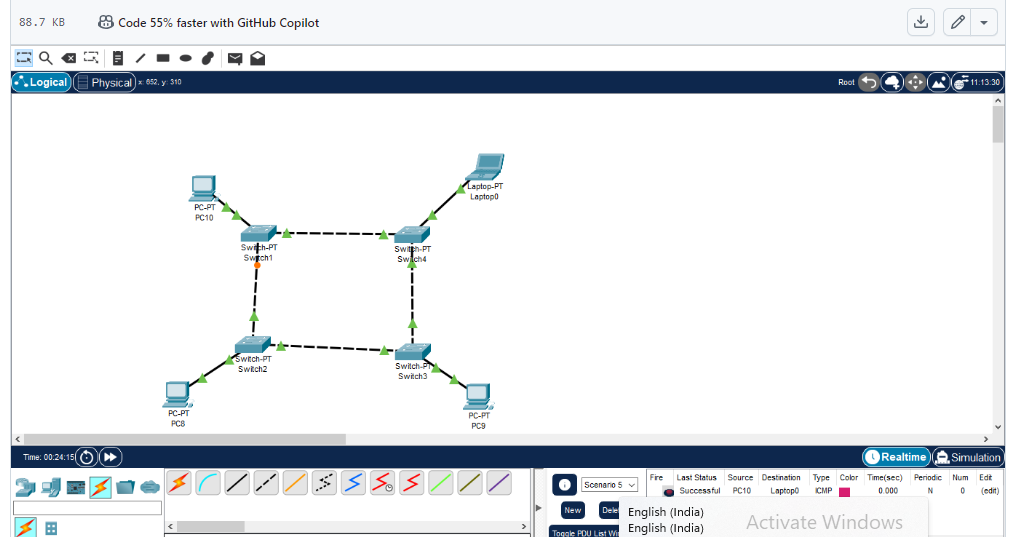 88.7 KB Code 55% faster with GitHub Copilot
Logical Physical x: 652, y: 310 Root 11:13:30
Laptop-PT
Laptop0
PC-PT
PC10
Switch-PT
Switch1
Switch-PT
Switch4
Switch-PT
Switch2
Switch-PT
Switch3
PC-PT
PC8
PC-PT
PC9
Time: 00:24:15 Realtime Simulation
Scenario 5
Fire Last Status Source Destination Type Color Time(sec) Periodic Num Edit
Successful PC10 Laptop0 ICMP 0.000 N 0 (edit)
New
English (India)
English (India)
Activate Windows
Toggle PDU List